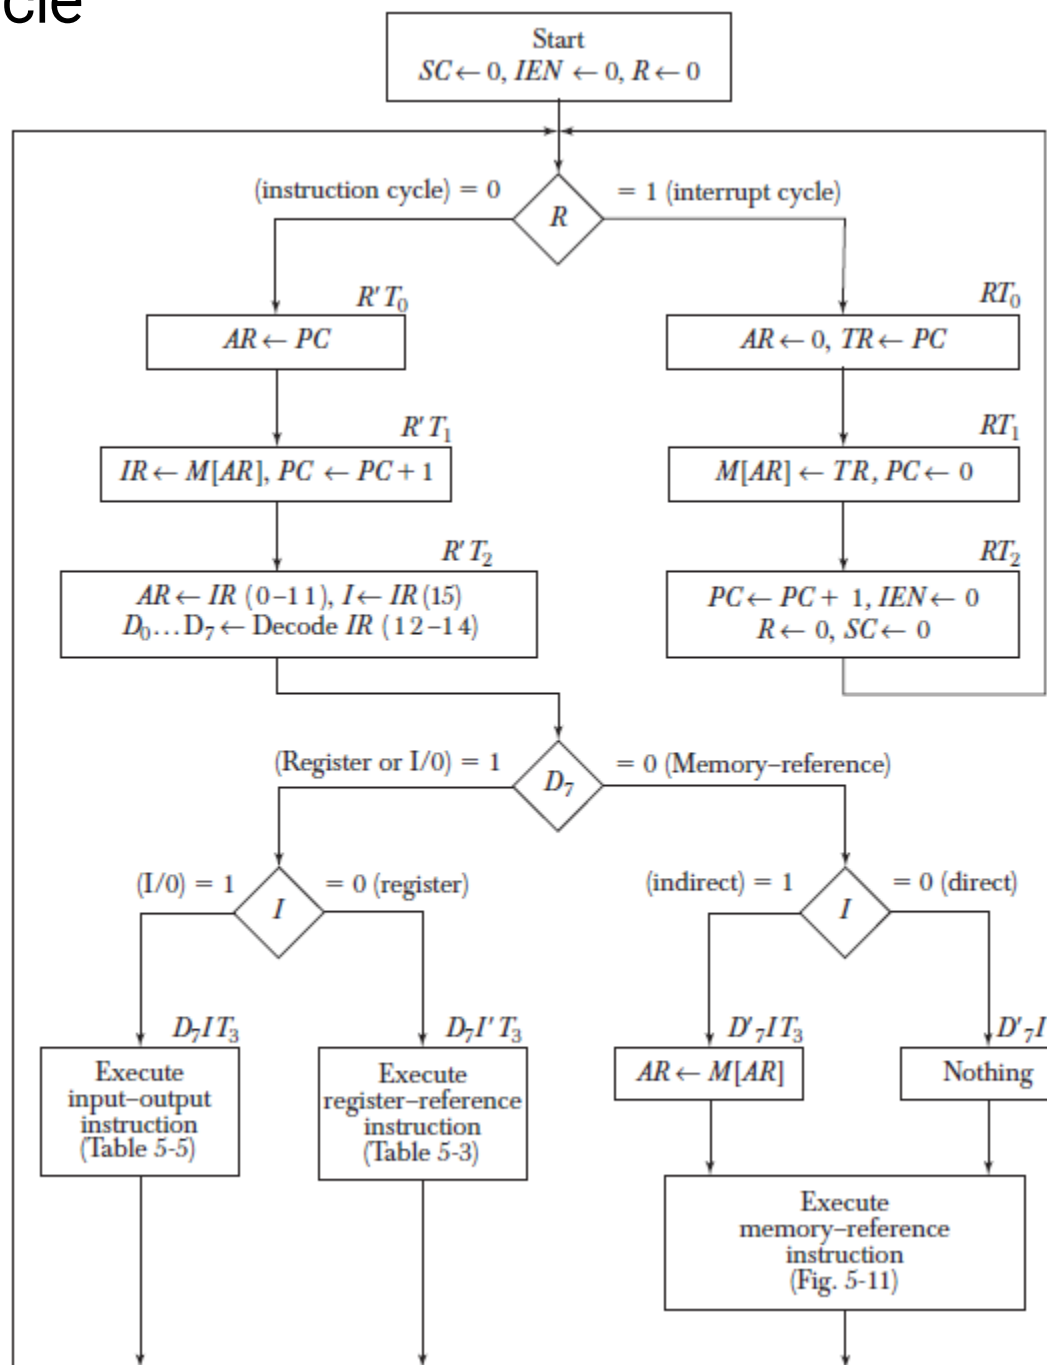 cle
Start
SC ← 0, IEN ← 0, R ← 0
(instruction cycle) = 0
R
= 1 (interrupt cycle)
R′T₀
AR ← PC
R′T₁
IR ← M[AR], PC ← PC + 1
R′T₂
AR ← IR (0–11), I ← IR (15)
D₀...D₇ ← Decode IR (12–14)
RT₀
AR ← 0, TR ← PC
RT₁
M[AR] ← TR, PC ← 0
RT₂
PC ← PC + 1, IEN ← 0
R ← 0, SC ← 0
(Register or I/0) = 1
D₇
= 0 (Memory–reference)
(I/0) = 1
I
= 0 (register)
(indirect) = 1
I
= 0 (direct)
D₇IT₃
Execute
input–output
instruction
(Table 5-5)
D₇I′T₃
Execute
register–reference
instruction
(Table 5-3)
D′₇IT₃
AR ← M[AR]
D′₇I
Nothing
Execute
memory–reference
instruction
(Fig. 5-11)